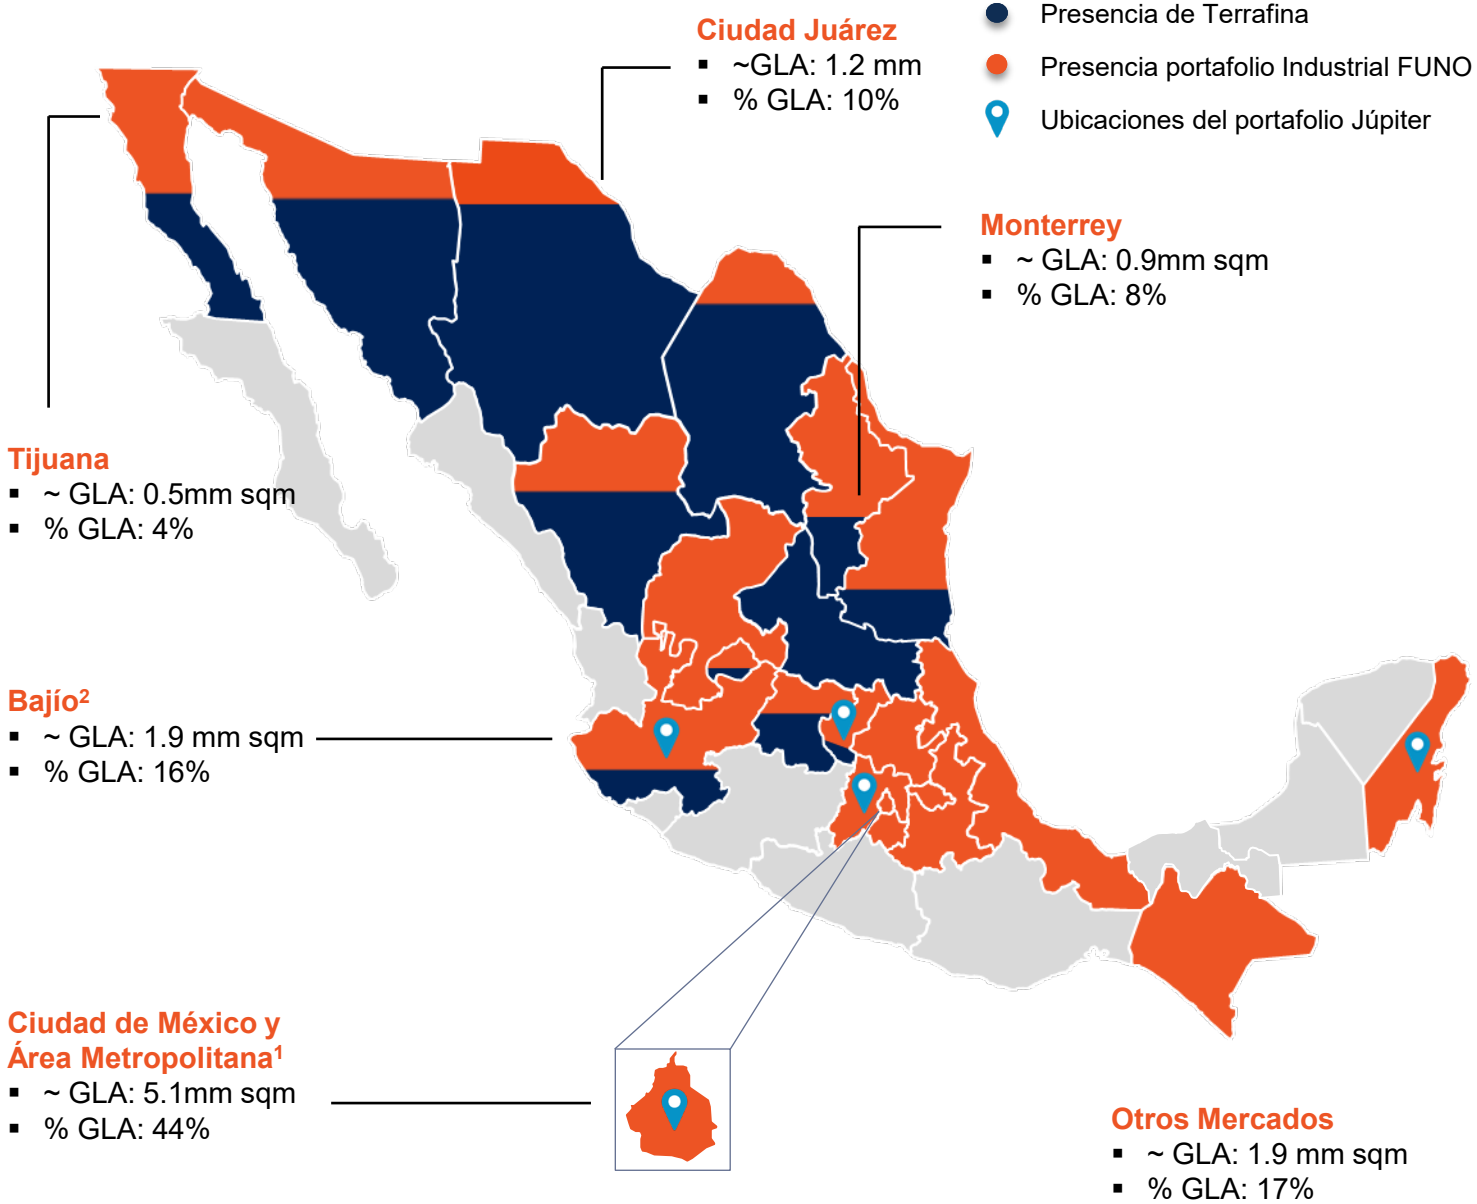 Presencia de Terrafina
Presencia portafolio Industrial FUNO
Ubicaciones del portafolio Júpiter
Ciudad Juárez
▪ ~GLA: 1.2 mm
▪ % GLA: 10%
Monterrey
▪ ~ GLA: 0.9mm sqm
▪ % GLA: 8%
Tijuana
▪ ~ GLA: 0.5mm sqm
▪ % GLA: 4%
Bajío²
▪ ~ GLA: 1.9 mm sqm
▪ % GLA: 16%
Ciudad de México y
Área Metropolitana¹
▪ ~ GLA: 5.1mm sqm
▪ % GLA: 44%
Otros Mercados
▪ ~ GLA: 1.9 mm sqm
▪ % GLA: 17%